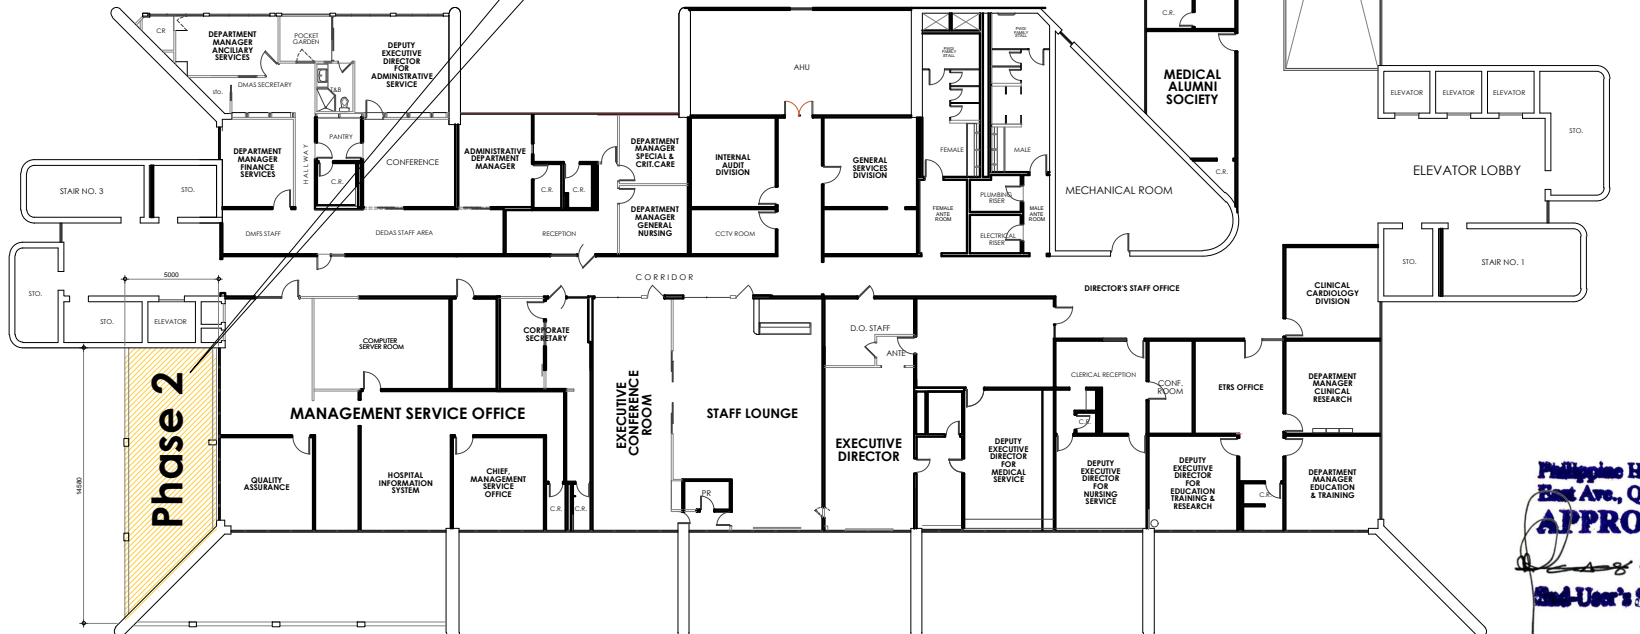 CR
DEPARTMENT
MANAGER
ANCILIARY
SERVICES
POCKET
GARDEN
DEPUTY
EXECUTIVE
DIRECTOR
FOR
ADMINISTRATIVE
SERVICE
sto.
DMAS SECRETARY
T&B
AHU
FEMALE
MALE
C.R.
MEDICAL
ALUMNI
SOCIETY
C.R.
ELEVATOR
ELEVATOR
ELEVATOR
STO.
ELEVATOR LOBBY
STAIR NO. 3
STO.
DEPARTMENT
MANAGER
FINANCE
SERVICES
HALLWAY
PANTRY
C.R.
CONFERENCE
ADMINISTRATIVE
DEPARTMENT
MANAGER
C.R.
C.R.
DEPARTMENT
MANAGER
SPECIAL &
CRIT.CARE
DEPARTMENT
MANAGER
GENERAL
NURSING
INTERNAL
AUDIT
DIVISION
GENERAL
SERVICES
DIVISION
CCTV ROOM
FEMALE
ANTE
ROOM
PLUMBING
RISER
ELECTRICAL
RISER
MALE
ANTE
ROOM
MECHANICAL ROOM
DMFS STAFF
DEDAS STAFF AREA
RECEPTION
STO.
STAIR NO. 1
CORRIDOR
DIRECTOR'S STAFF OFFICE
CLINICAL
CARDIOLOGY
DIVISION
5000
STO.
STO.
ELEVATOR
COMPUTER
SERVER ROOM
CORPORATE
SECRETARY
D.O. STAFF
ANTE
CLERICAL RECEPTION
CONF.
ROOM
ETRS OFFICE
DEPARTMENT
MANAGER
CLINICAL
RESEARCH
C.R.
14580
Phase 2
MANAGEMENT SERVICE OFFICE
EXECUTIVE
CONFERENCE
ROOM
STAFF LOUNGE
EXECUTIVE
DIRECTOR
QUALITY
ASSURANCE
HOSPITAL
INFORMATION
SYSTEM
CHIEF,
MANAGEMENT
SERVICE
OFFICE
C.R.
C.R.
PR
DEPUTY
EXECUTIVE
DIRECTOR
FOR
MEDICAL
SERVICE
DEPUTY
EXECUTIVE
DIRECTOR
FOR
NURSING
SERVICE
DEPUTY
EXECUTIVE
DIRECTOR
FOR
EDUCATION
TRAINING &
RESEARCH
C.R.
DEPARTMENT
MANAGER
EDUCATION
& TRAINING
Philippine H
East Ave., Q
APPRO
End-User's S